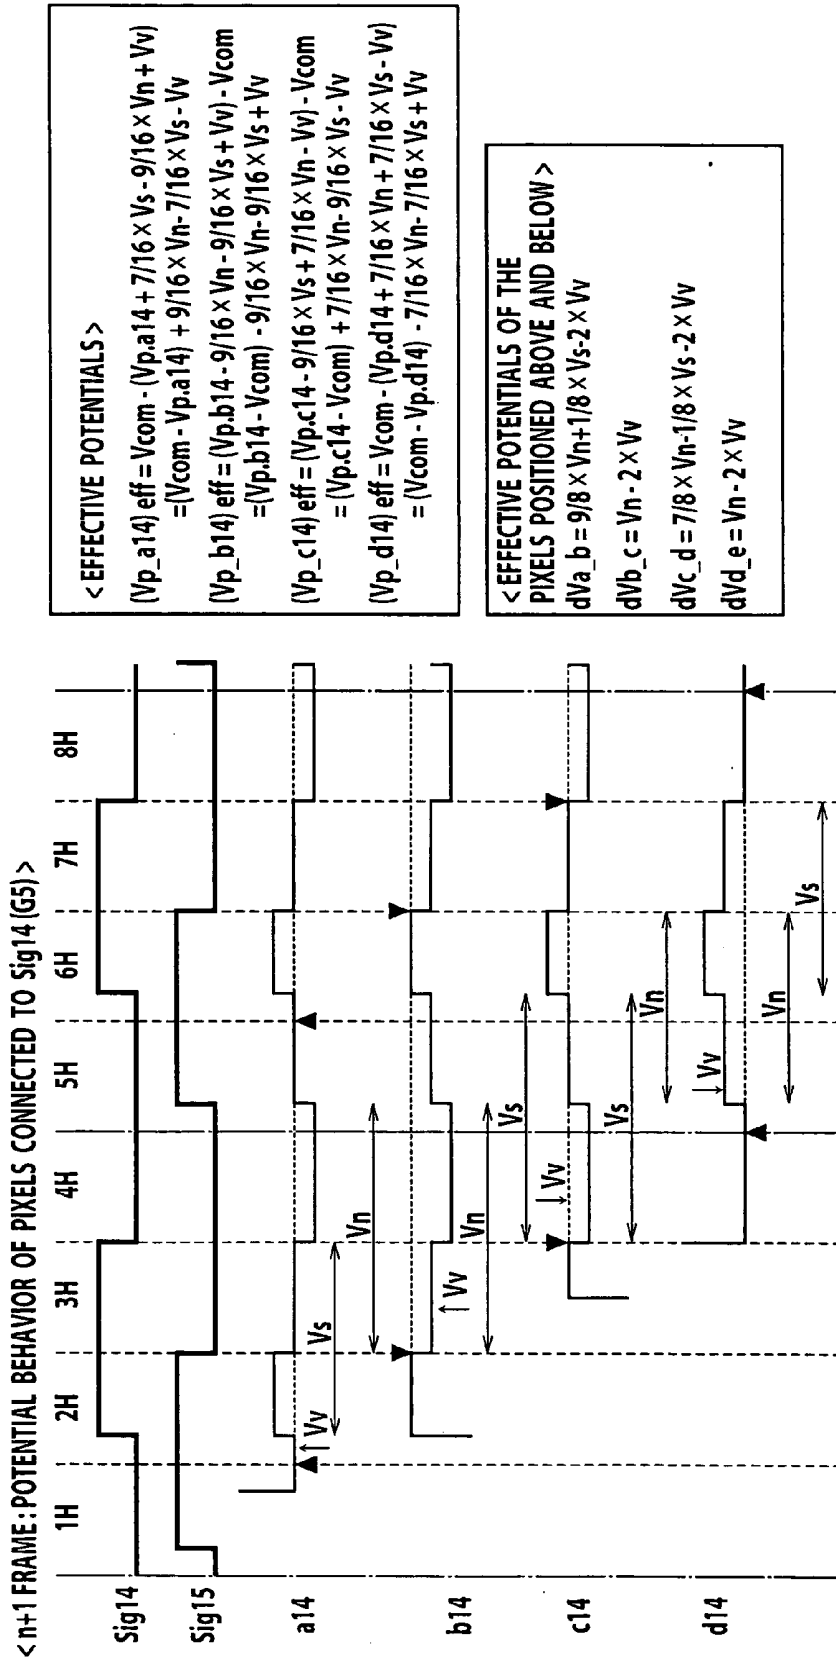 <n+1 FRAME:POTENTIAL BEHAVIOR OF PIXELS CONNECTED TO Sig14(G5)>
1H 2H 3H 4H 5H 6H 7H 8H
Sig14
Sig15
a14
Vv
Vs
Vn
b14
Vv
Vn
Vs
c14
Vv
Vs
Vn
d14
Vv
Vn
Vs
<EFFECTIVE POTENTIALS>
(Vp_a14) eff = Vcom - (Vp.a14 + 7/16 × Vs - 9/16 × Vn + Vv)
=(Vcom - Vp.a14) + 9/16 × Vn - 7/16 × Vs - Vv
(Vp_b14) eff = (Vp.b14 - 9/16 × Vn - 9/16 × Vs + Vv) - Vcom
=(Vp.b14 - Vcom) - 9/16 × Vn - 9/16 × Vs + Vv
(Vp_c14) eff = (Vp.c14 - 9/16 × Vs + 7/16 × Vn - Vv) - Vcom
= (Vp.c14 - Vcom) + 7/16 × Vn - 9/16 × Vs - Vv
(Vp_d14) eff = Vcom - (Vp.d14 + 7/16 × Vn + 7/16 × Vs - Vv)
= (Vcom - Vp.d14) - 7/16 × Vn - 7/16 × Vs + Vv
<EFFECTIVE POTENTIALS OF THE
PIXELS POSITIONED ABOVE AND BELOW>
dVa_b = 9/8 × Vn+1/8 × Vs-2 × Vv
dVb_c = Vn - 2 × Vv
dVc_d = 7/8 × Vn-1/8 × Vs-2 × Vv
dVd_e = Vn - 2 × Vv